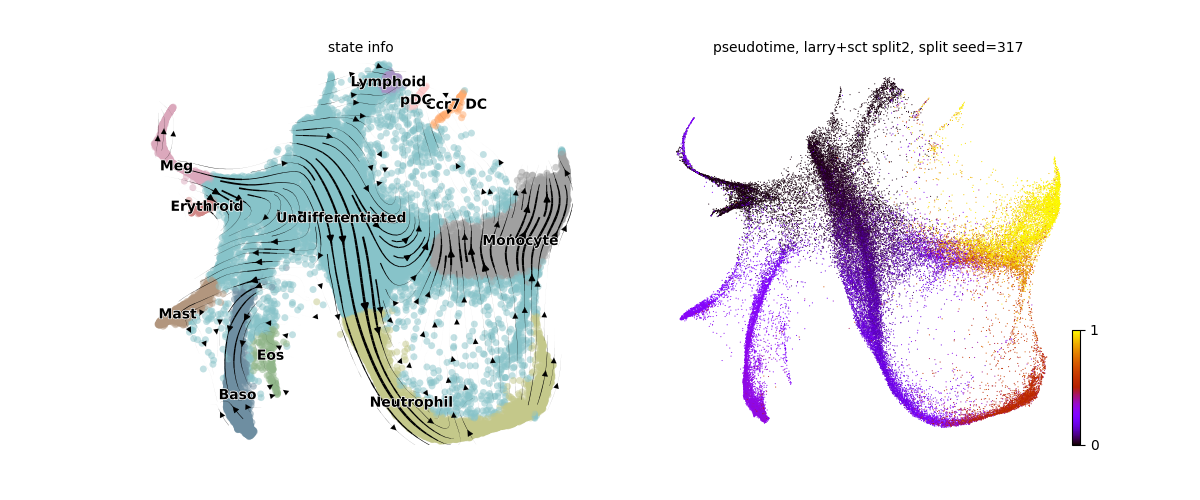 state info
pseudotime, larry+sct split2, split seed=317
Lymphoid
pDC
Ccr7 DC
Meg
Erythroid
Undifferentiated
Monocyte
Mast
Eos
Baso
Neutrophil
1
0